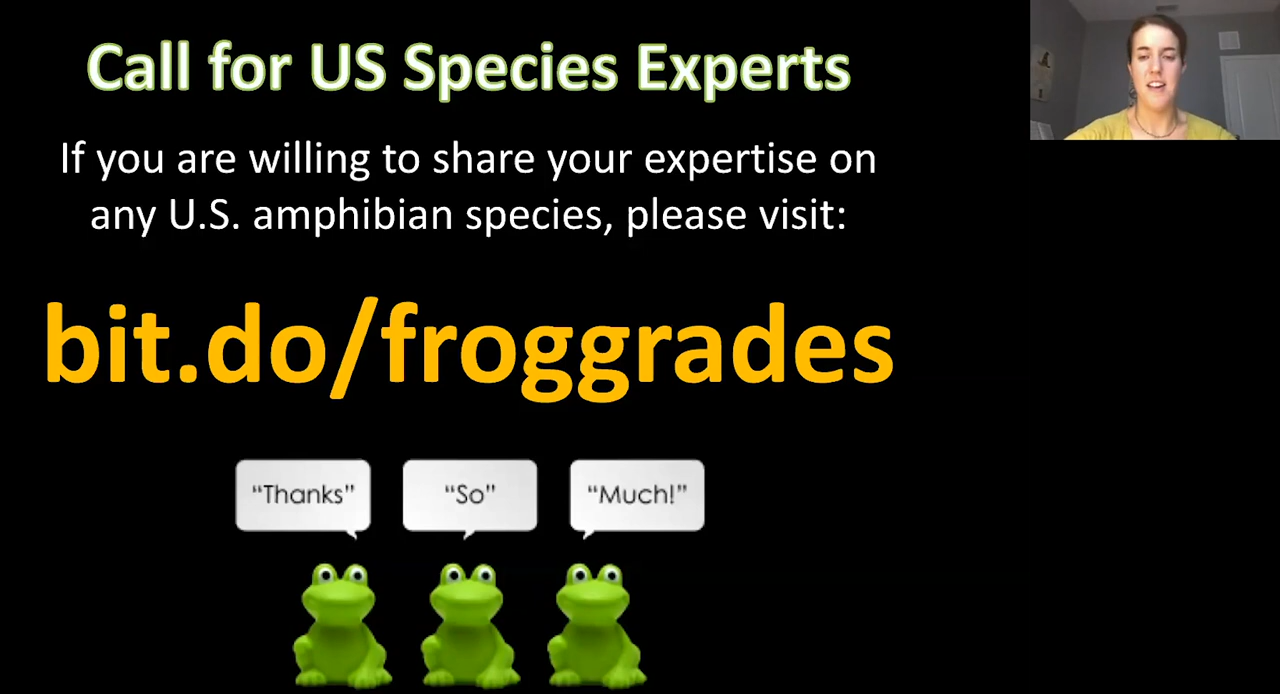 Call for US Species Experts
If you are willing to share your expertise on
any U.S. amphibian species, please visit:
bit.do/froggrades
“Thanks” “So” “Much!”